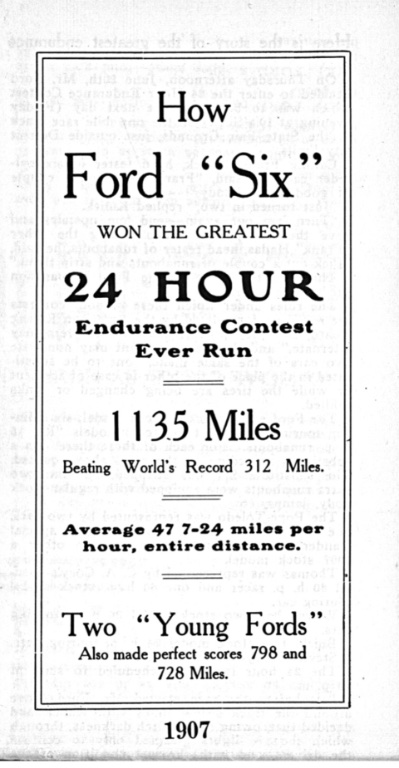 How
Ford "Six"
WON THE GREATEST
24 HOUR
Endurance Contest
Ever Run
1135 Miles
Beating World's Record 312 Miles.
Average 47 7-24 miles per
hour, entire distance.
Two "Young Fords"
Also made perfect scores 798 and
728 Miles.
1907